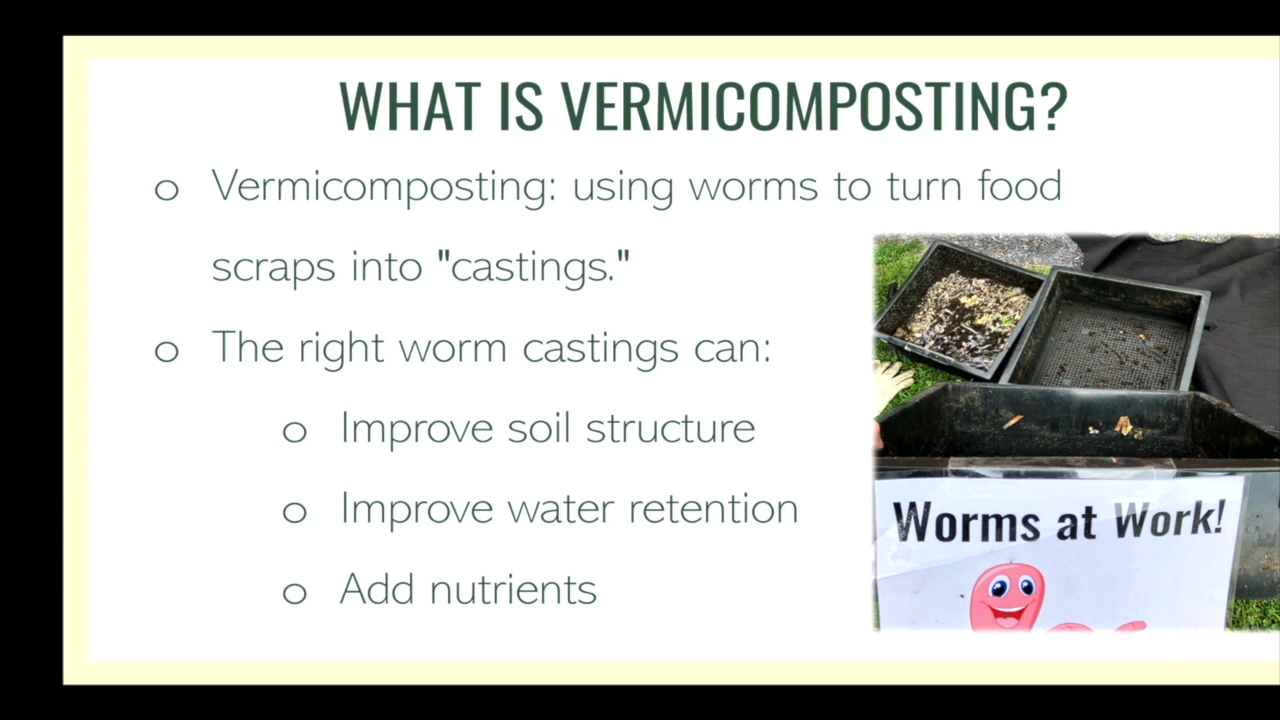 WHAT IS VERMICOMPOSTING?
o Vermicomposting: using worms to turn food
scraps into "castings."
o The right worm castings can:
o Improve soil structure
o Improve water retention
o Add nutrients
Worms at Work!